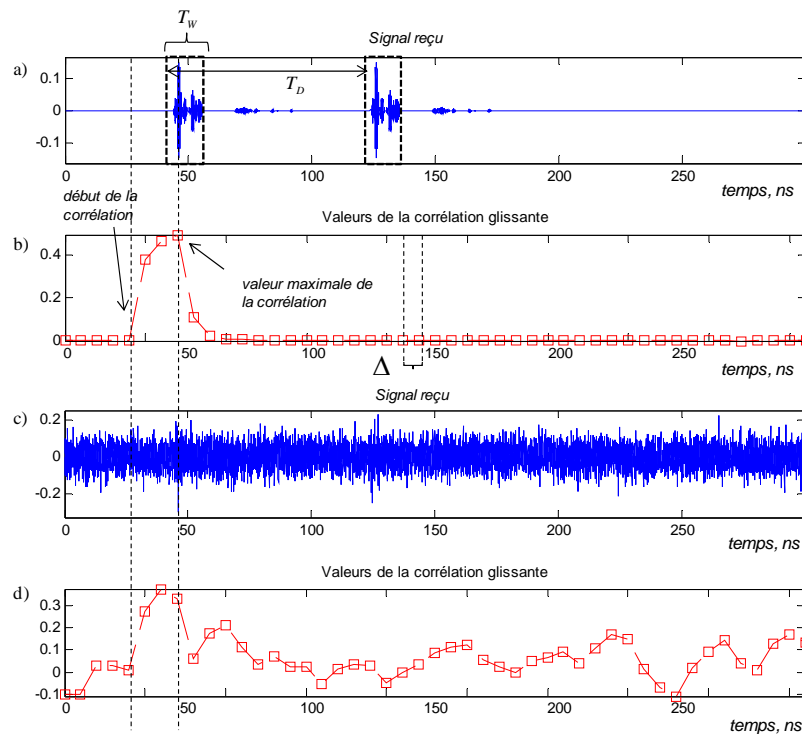 T_W
Signal reçu
a)
T_D
0.1
0
-0.1
0 50 100 150 200 250
temps, ns
début de la
corrélation
Valeurs de la corrélation glissante
b)
0.4
0.2
0
valeur maximale de
la corrélation
0 50 100 150 200 250
Δ
temps, ns
Signal reçu
c)
0.2
0
-0.2
0 50 100 150 200 250
temps, ns
Valeurs de la corrélation glissante
d)
0.3
0.2
0.1
0
-0.1
0 50 100 150 200 250
temps, ns